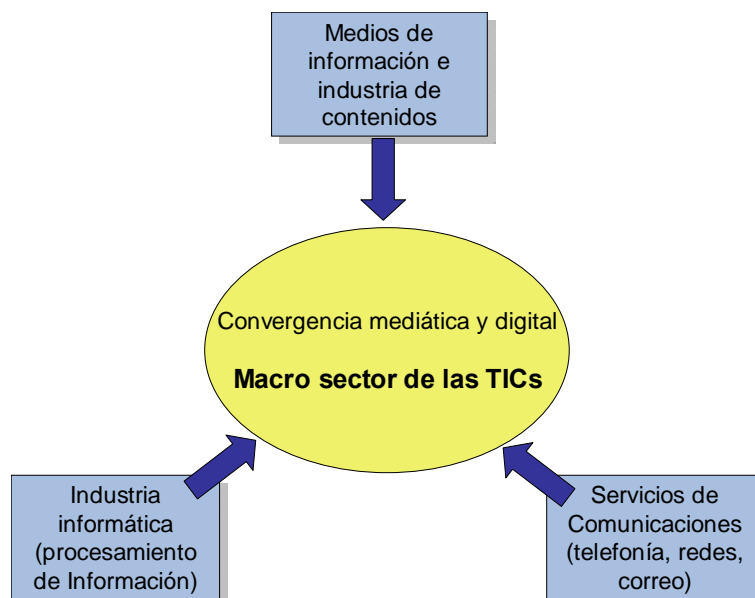 Medios de
información e
industria de
contenidos
Convergencia mediática y digital
Macro sector de las TICs
Industria
informática
(procesamiento
de Información)
Servicios de
Comunicaciones
(telefonía, redes,
correo)